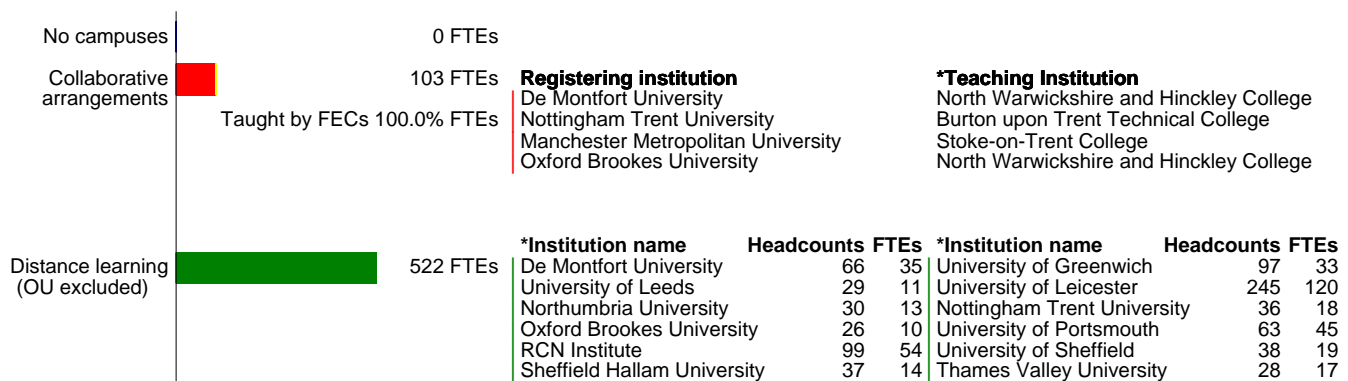 No campuses 0 FTEs
Collaborative arrangements 103 FTEs Registering institution *Teaching Institution
De Montfort University North Warwickshire and Hinckley College
Taught by FECs 100.0% FTEs Nottingham Trent University Burton upon Trent Technical College
Manchester Metropolitan University Stoke-on-Trent College
Oxford Brookes University North Warwickshire and Hinckley College
*Institution name Headcounts FTEs *Institution name Headcounts FTEs
Distance learning (OU excluded) 522 FTEs De Montfort University 66 35 University of Greenwich 97 33
University of Leeds 29 11 University of Leicester 245 120
Northumbria University 30 13 Nottingham Trent University 36 18
Oxford Brookes University 26 10 University of Portsmouth 63 45
RCN Institute 99 54 University of Sheffield 38 19
Sheffield Hallam University 37 14 Thames Valley University 28 17